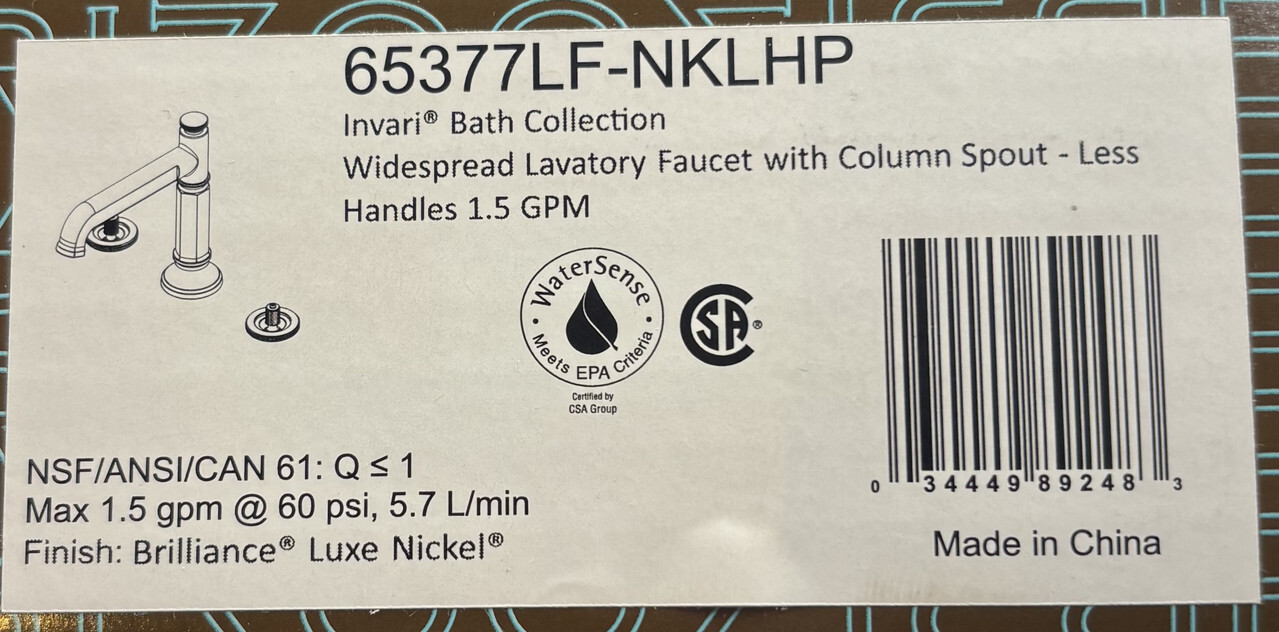 65377LF-NKLHP
Invari® Bath Collection
Widespread Lavatory Faucet with Column Spout - Less
Handles 1.5 GPM
WaterSense
Meets EPA Criteria
Certified by
CSA Group
SA®
NSF/ANSI/CAN 61: Q ≤ 1
Max 1.5 gpm @ 60 psi, 5.7 L/min
Finish: Brilliance® Luxe Nickel®
0 34449 89248 3
Made in China